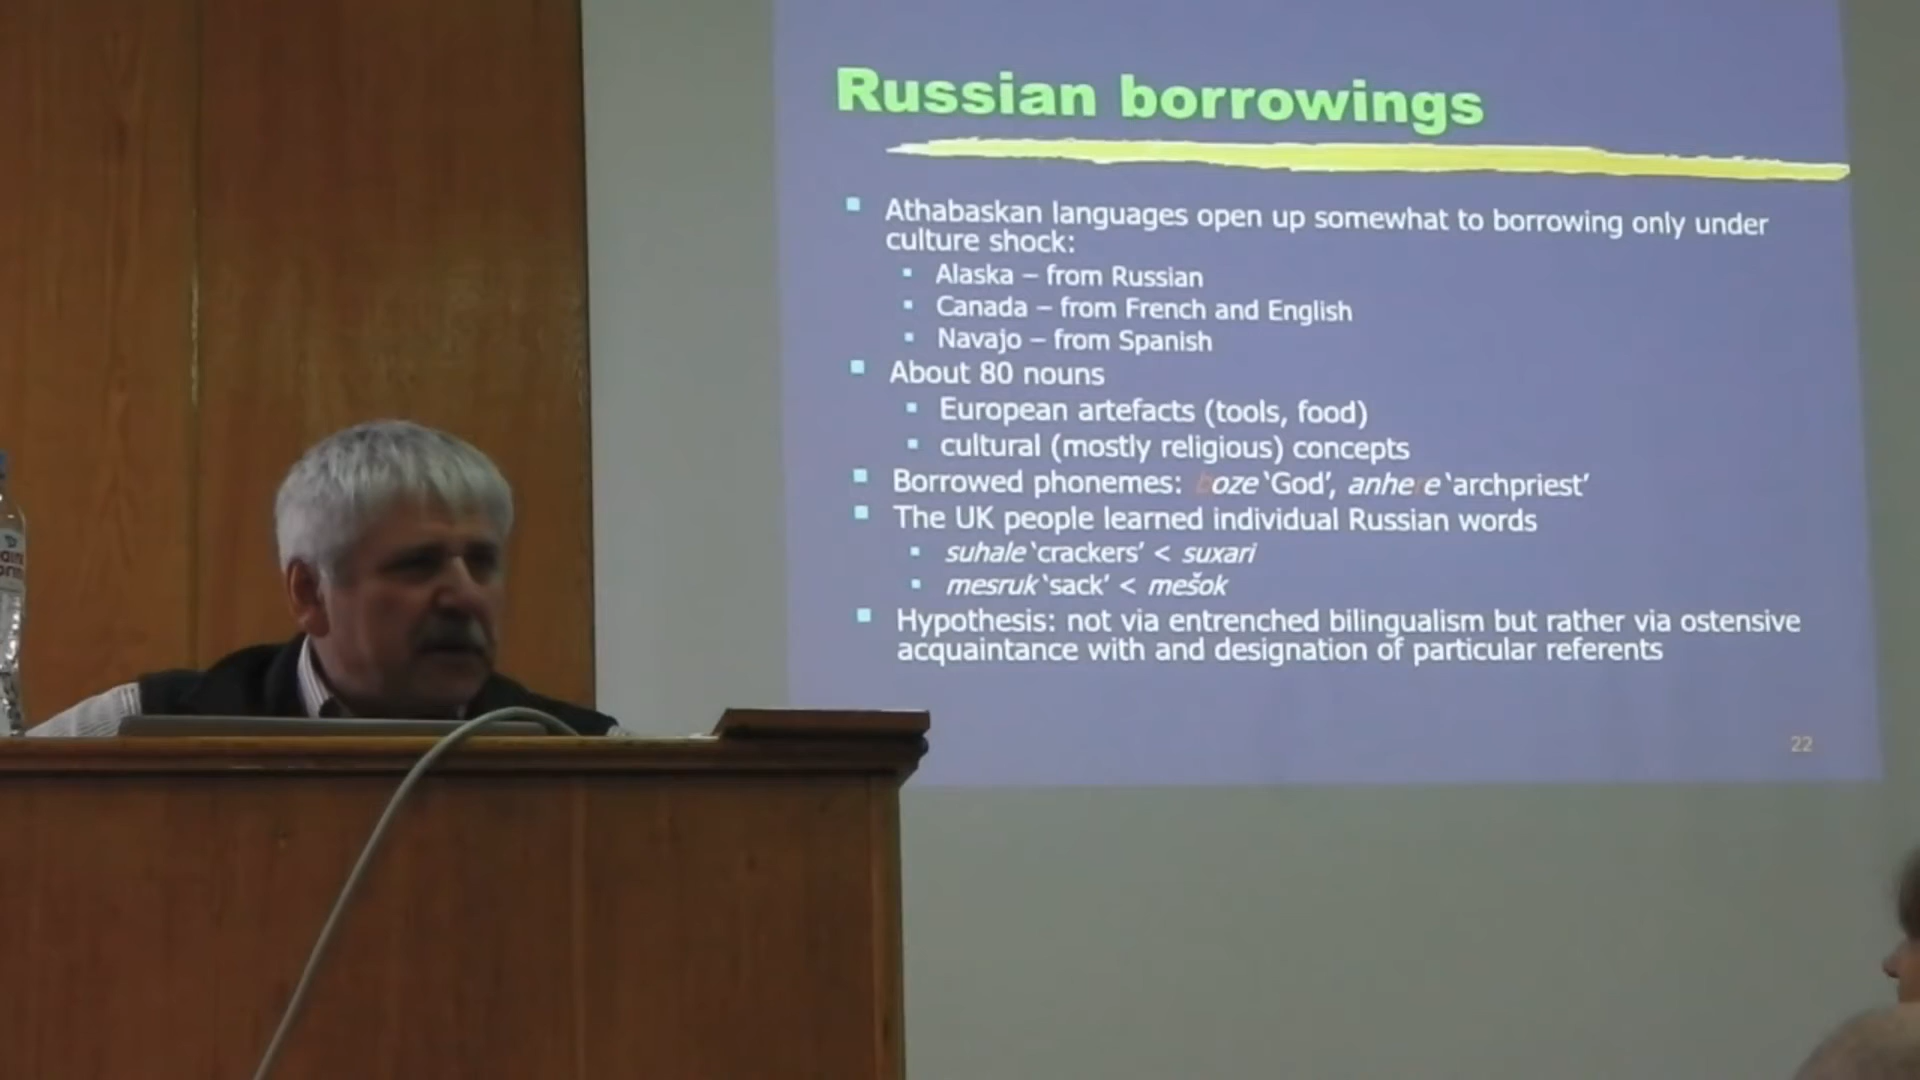 Russian borrowings
Athabaskan languages open up somewhat to borrowing only under
culture shock:
Alaska – from Russian
Canada – from French and English
Navajo – from Spanish
About 80 nouns
European artefacts (tools, food)
cultural (mostly religious) concepts
Borrowed phonemes: boze 'God', anhere 'archpriest'
The UK people learned individual Russian words
suhale 'crackers' < suxari
mesruk 'sack' < mešok
Hypothesis: not via entrenched bilingualism but rather via ostensive
acquaintance with and designation of particular referents
22